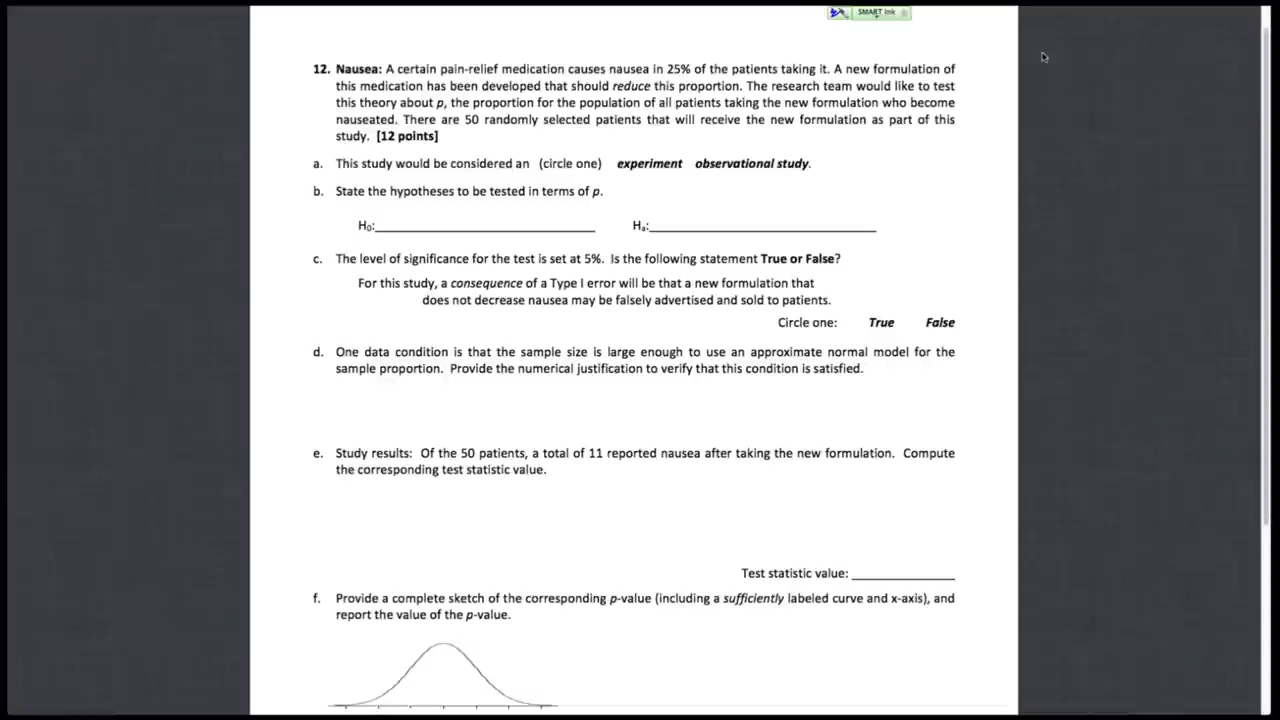 SMART Ink
12. Nausea: A certain pain-relief medication causes nausea in 25% of the patients taking it. A new formulation of
this medication has been developed that should reduce this proportion. The research team would like to test
this theory about p, the proportion for the population of all patients taking the new formulation who become
nauseated. There are 50 randomly selected patients that will receive the new formulation as part of this
study. [12 points]
a. This study would be considered an (circle one) experiment observational study.
b. State the hypotheses to be tested in terms of p.
H₀:____________________ Hₐ:____________________
c. The level of significance for the test is set at 5%. Is the following statement True or False?
For this study, a consequence of a Type I error will be that a new formulation that
does not decrease nausea may be falsely advertised and sold to patients.
Circle one: True False
d. One data condition is that the sample size is large enough to use an approximate normal model for the
sample proportion. Provide the numerical justification to verify that this condition is satisfied.
e. Study results: Of the 50 patients, a total of 11 reported nausea after taking the new formulation. Compute
the corresponding test statistic value.
Test statistic value: ____________
f. Provide a complete sketch of the corresponding p-value (including a sufficiently labeled curve and x-axis), and
report the value of the p-value.